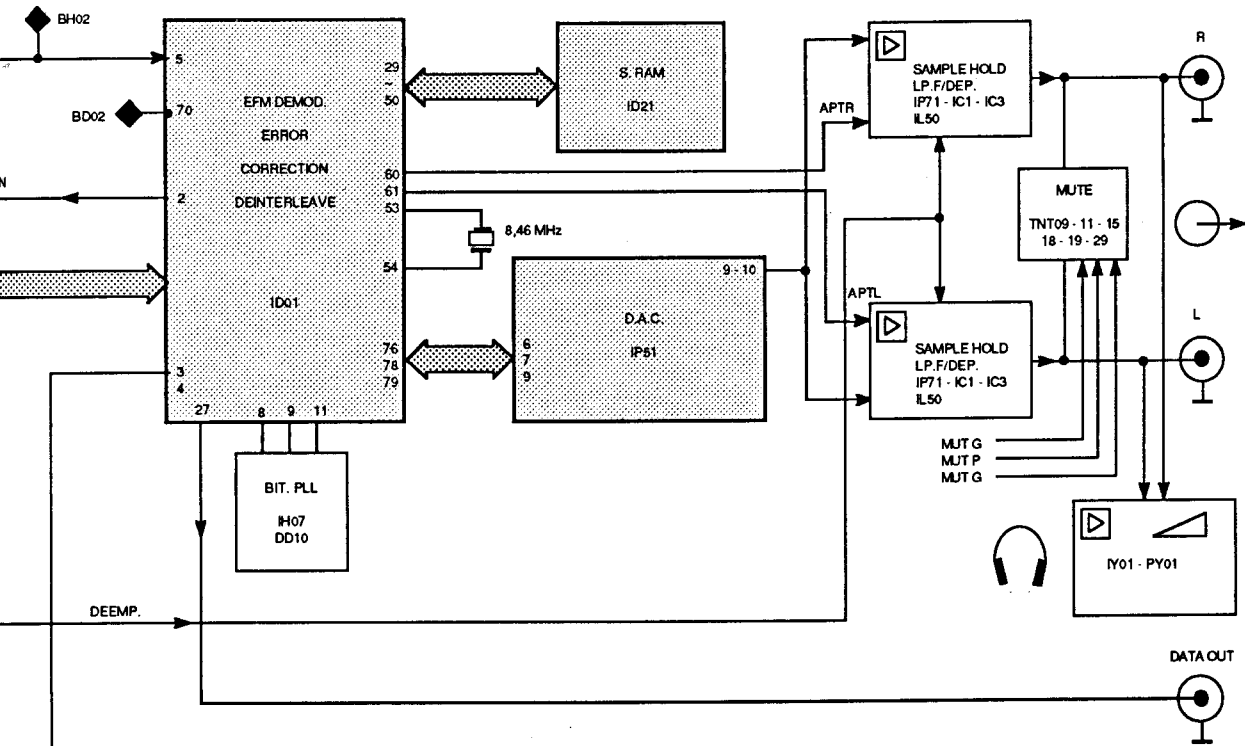 BH02
5
BD02
70
N
2
3
4
EFM DEMOD.
ERROR
CORRECTION
DEINTERLEAVE
ID01
29
~
50
60
61
53
54
76
78
79
27
8
9
11
S. RAM
ID21
8,46 MHz
D.A.C.
IP51
9 - 10
6
7
9
BIT. PLL
IH07
DD10
APTR
SAMPLE HOLD
LP.F/DEP.
IP71 - IC1 - IC3
IL50
R
MUTE
TNT09 - 11 - 15
18 - 19 - 29
APTL
SAMPLE HOLD
LP.F/DEP.
IP71 - IC1 - IC3
IL50
L
MUT G
MUT P
MUT G
IY01 - PY01
DEEMP.
DATA OUT